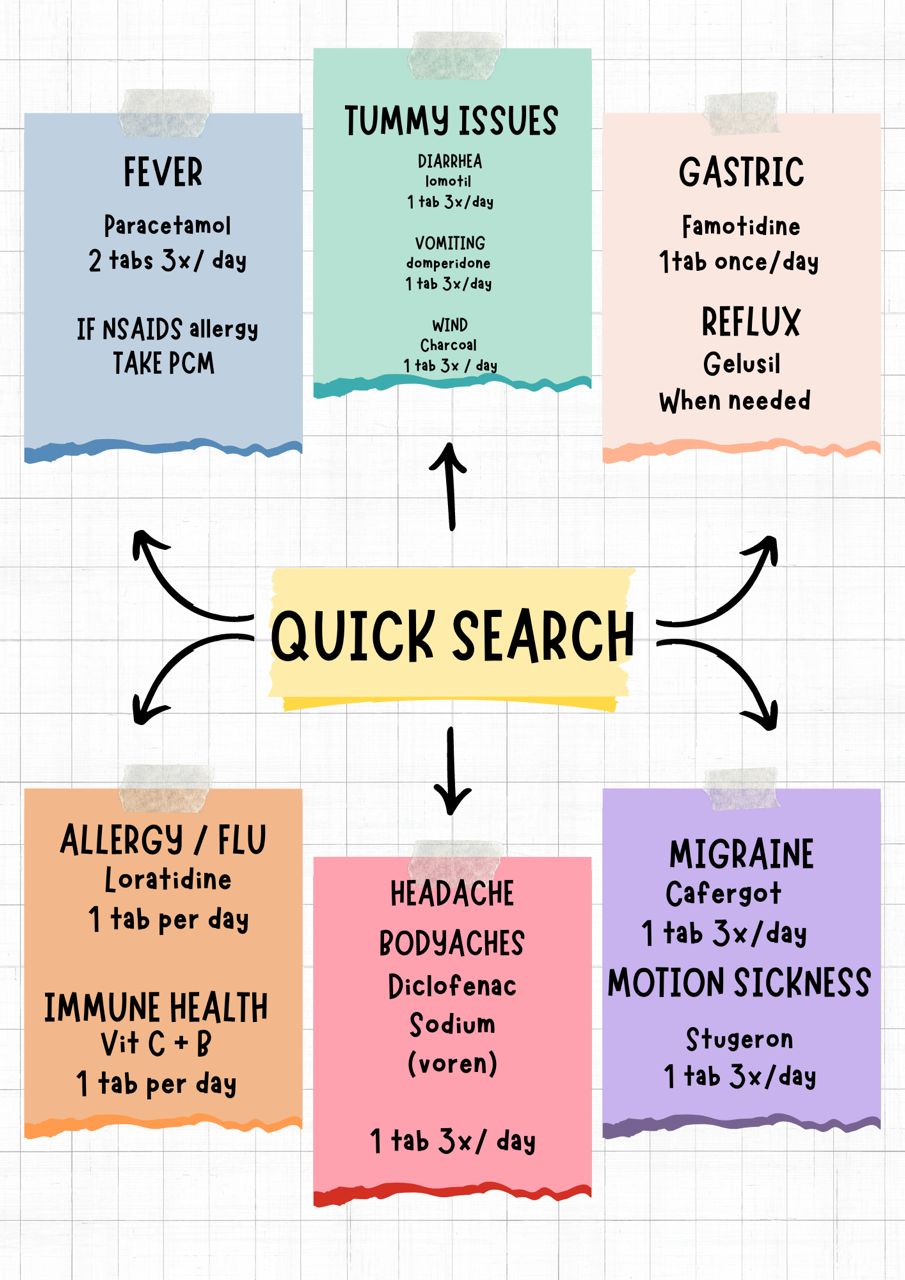 FEVER
Paracetamol
2 tabs 3x/ day
IF NSAIDS allergy
TAKE PCM
TUMMY ISSUES
DIARRHEA
lomotil
1 tab 3x/day
VOMITING
domperidone
1 tab 3x/day
WIND
Charcoal
1 tab 3x / day
GASTRIC
Famotidine
1tab once/day
REFLUX
Gelusil
When needed
QUICK SEARCH
ALLERGY / FLU
Loratidine
1 tab per day
IMMUNE HEALTH
Vit C + B
1 tab per day
HEADACHE
BODYACHES
Diclofenac
Sodium
(voren)
1 tab 3x/ day
MIGRAINE
Cafergot
1 tab 3x/day
MOTION SICKNESS
Stugeron
1 tab 3x/day